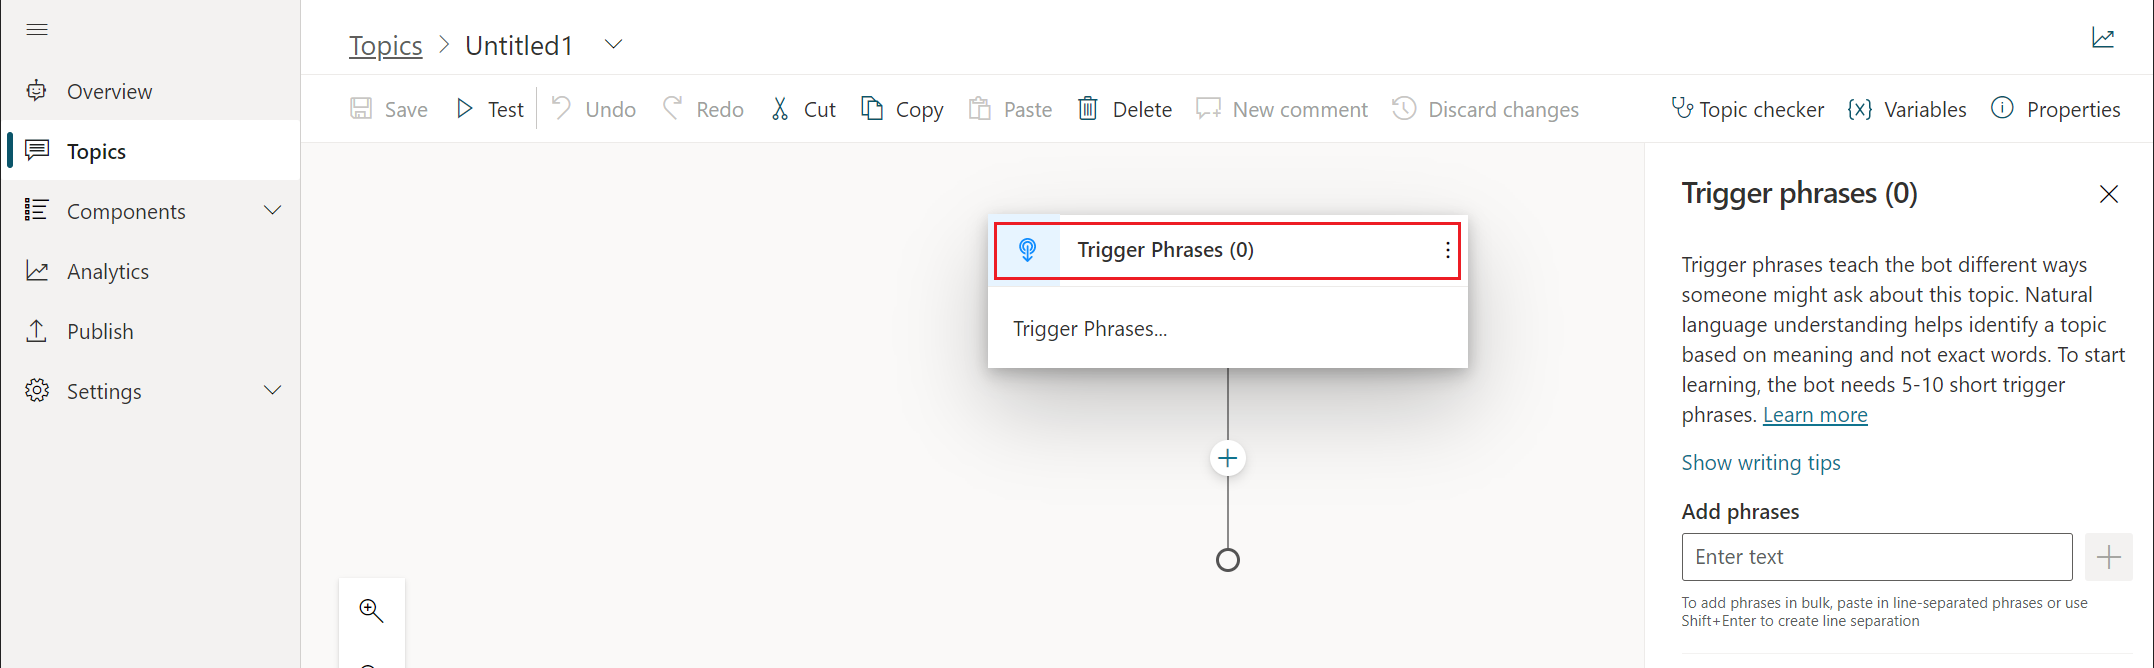 Topics > Untitled1
Overview
Topics
Components
Analytics
Publish
Settings
Save Test Undo Redo Cut Copy Paste Delete New comment Discard changes Topic checker {x} Variables Properties
Trigger Phrases (0)
Trigger Phrases...
Trigger phrases (0)
Trigger phrases teach the bot different ways
someone might ask about this topic. Natural
language understanding helps identify a topic
based on meaning and not exact words. To start
learning, the bot needs 5-10 short trigger
phrases. Learn more
Show writing tips
Add phrases
Enter text
To add phrases in bulk, paste in line-separated phrases or use
Shift+Enter to create line separation